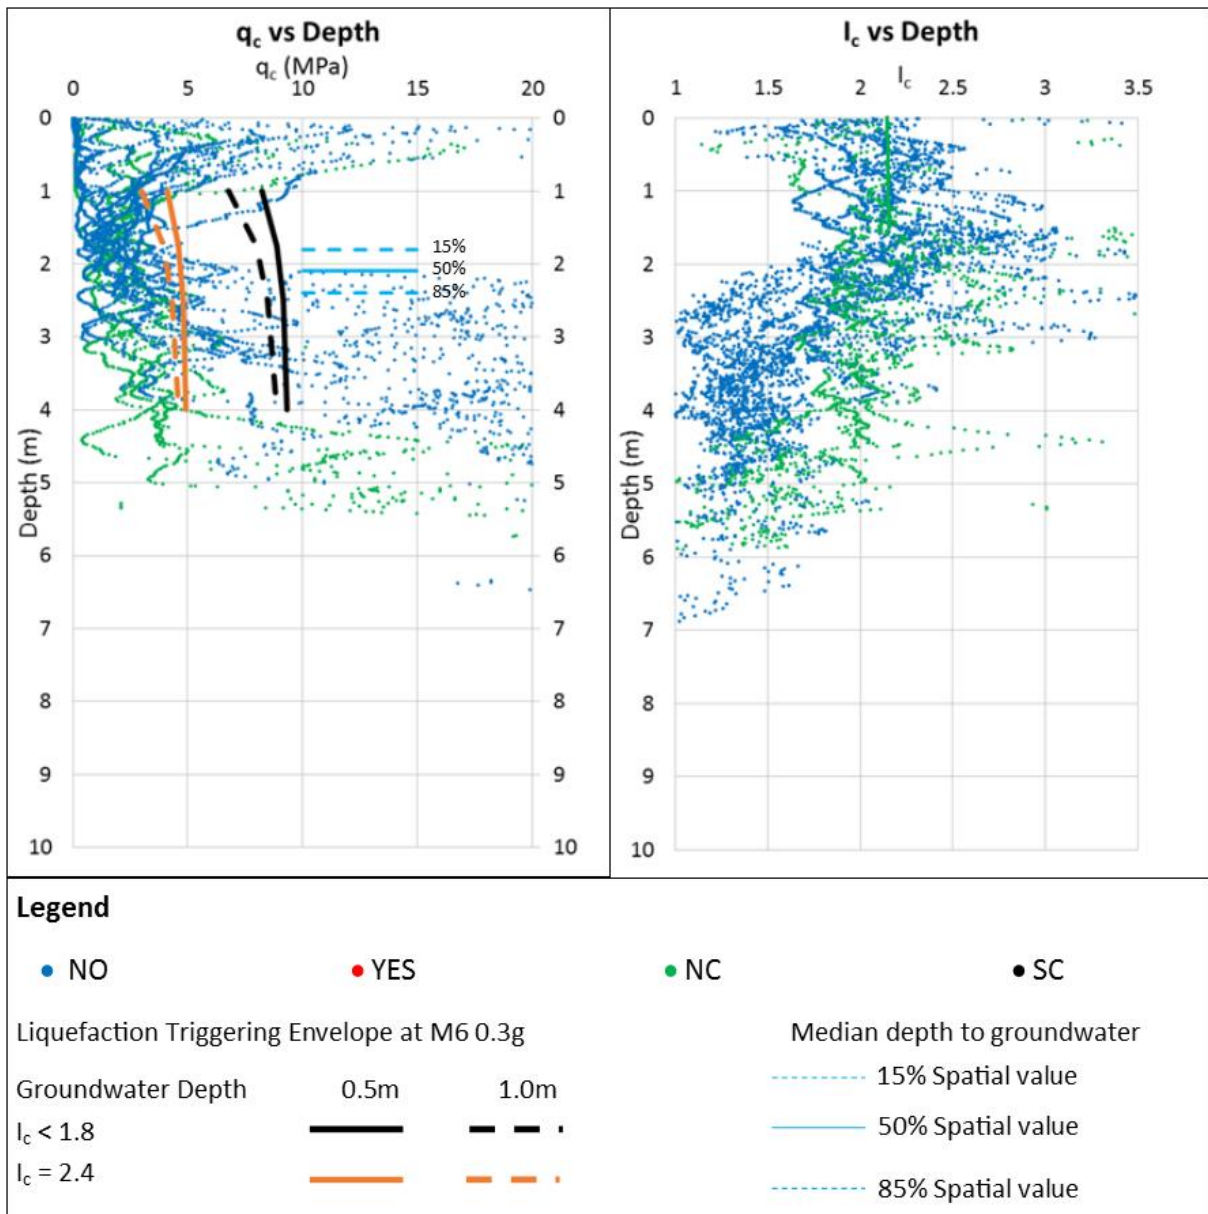 qc vs Depth
qc (MPa)
0 5 10 15 20
0 0
1 1
15%
2 50% 2
85%
3 3
4 4
Depth (m)
5 5
6 6
7 7
8 8
9 9
10 10
Ic vs Depth
Ic
1 1.5 2 2.5 3 3.5
0
1
2
3
4
Depth (m)
5
6
7
8
9
10
Legend
NO YES NC SC
Liquefaction Triggering Envelope at M6 0.3g
Median depth to groundwater
Groundwater Depth 0.5m 1.0m
15% Spatial value
Ic < 1.8
50% Spatial value
Ic = 2.4
85% Spatial value